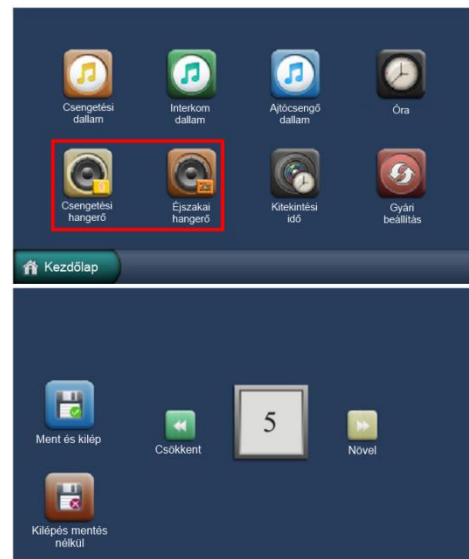 Csengetési
dallam
Interkom
dallam
Ajtócsengő
dallam
Óra
Csengetési
hangerő
Éjszakai
hangerő
Kitekintési
idő
Gyári
beállítás
Kezdőlap
Ment és kilép
Csökkent
5
Növel
Kilépés mentés
nélkül